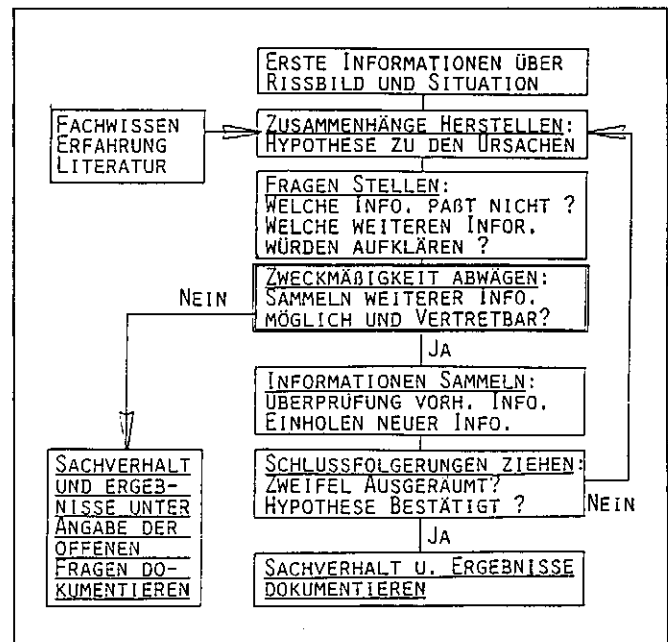 ERSTE INFORMATIONEN ÜBER
RISSBILD UND SITUATION
FACHWISSEN
ERFAHRUNG
LITERATUR
ZUSAMMENHÄNGE HERSTELLEN:
HYPOTHESE ZU DEN URSACHEN
FRAGEN STELLEN:
WELCHE INFO. PAßT NICHT ?
WELCHE WEITEREN INFOR.
WÜRDEN AUFKLÄREN ?
ZWECKMÄßIGKEIT ABWÄGEN:
SAMMELN WEITERER INFO.
MÖGLICH UND VERTRETBAR?
NEIN
JA
INFORMATIONEN SAMMELN:
ÜBERPRÜFUNG VORH. INFO.
EINHOLEN NEUER INFO.
SACHVERHALT
UND ERGEB-
NISSE UNTER
ANGABE DER
OFFENEN
FRAGEN DO-
KUMENTIEREN
SCHLUSSFOLGERUNGEN ZIEHEN:
ZWEIFEL AUSGERÄUMT?
HYPOTHESE BESTÄTIGT ?
NEIN
JA
SACHVERHALT U. ERGEBNISSE
DOKUMENTIEREN